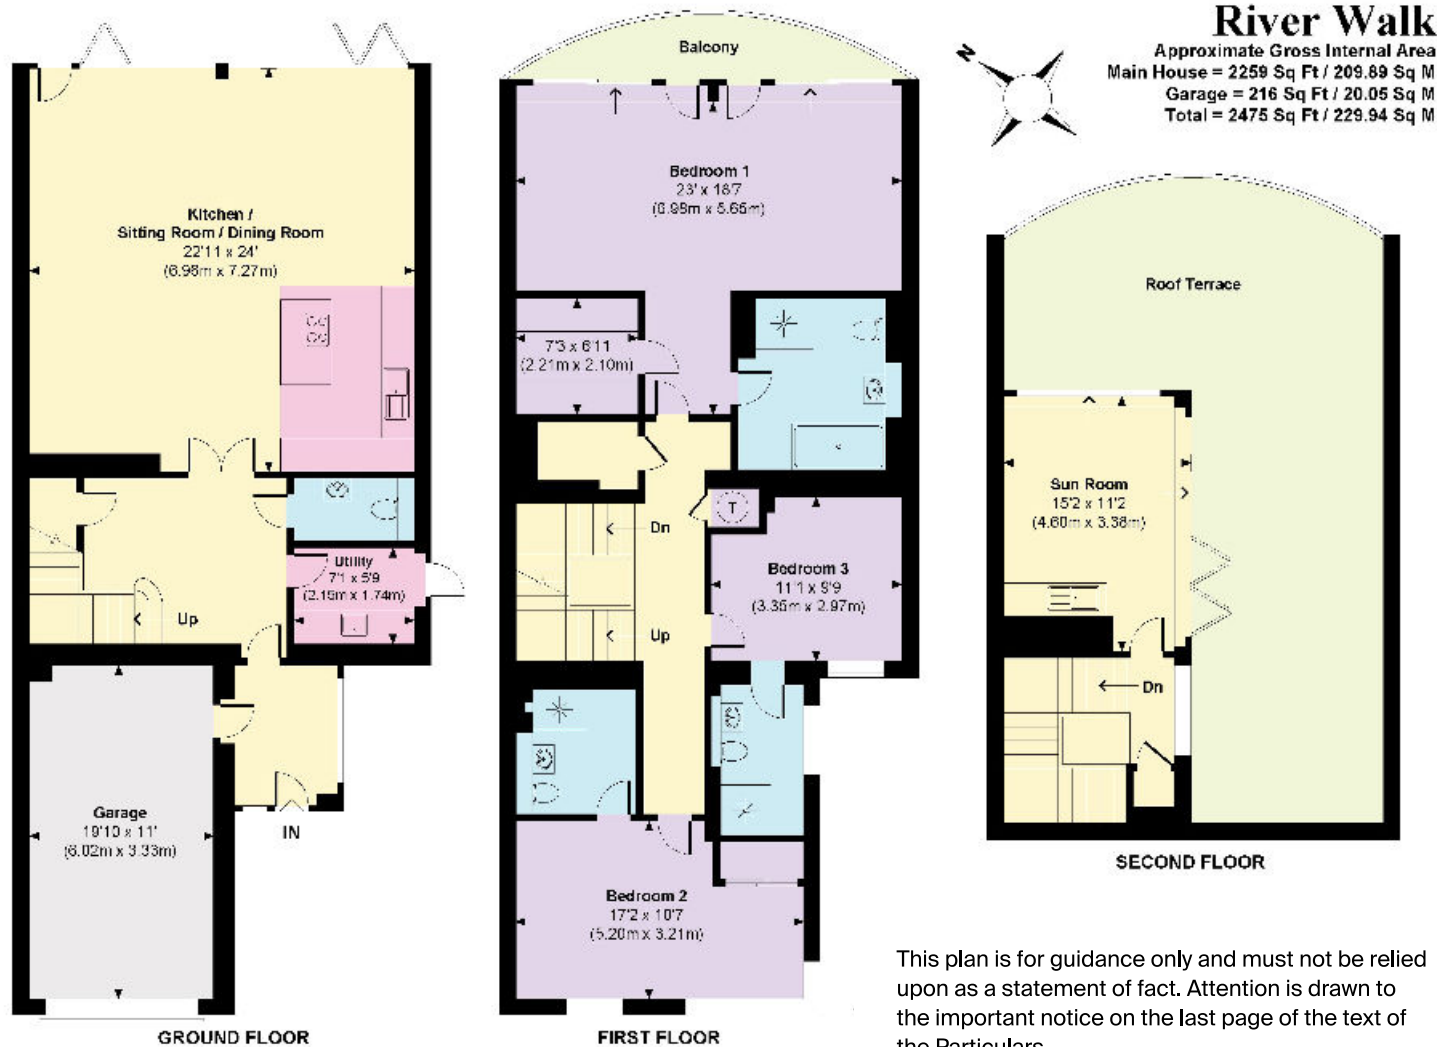 River Walk
Approximate Gross Internal Area
Main House = 2259 Sq Ft / 209.89 Sq M
Garage = 216 Sq Ft / 20.05 Sq M
Total = 2475 Sq Ft / 229.94 Sq M
N
Kitchen /
Sitting Room / Dining Room
22'11 x 24'
(6.98m x 7.27m)
Utility
7'1 x 5'9
(2.15m x 1.74m)
Up
Garage
19'10 x 11'
(6.02m x 3.33m)
IN
GROUND FLOOR
Balcony
Bedroom 1
23' x 18'7
(6.98m x 5.65m)
7'3 x 6'11
(2.21m x 2.10m)
T
Dn
Up
Bedroom 3
11'1 x 9'9
(3.35m x 2.97m)
Bedroom 2
17'2 x 10'7
(5.20m x 3.21m)
FIRST FLOOR
Roof Terrace
Sun Room
15'2 x 11'2
(4.60m x 3.38m)
Dn
SECOND FLOOR
This plan is for guidance only and must not be relied
upon as a statement of fact. Attention is drawn to
the important notice on the last page of the text of
the Particulars